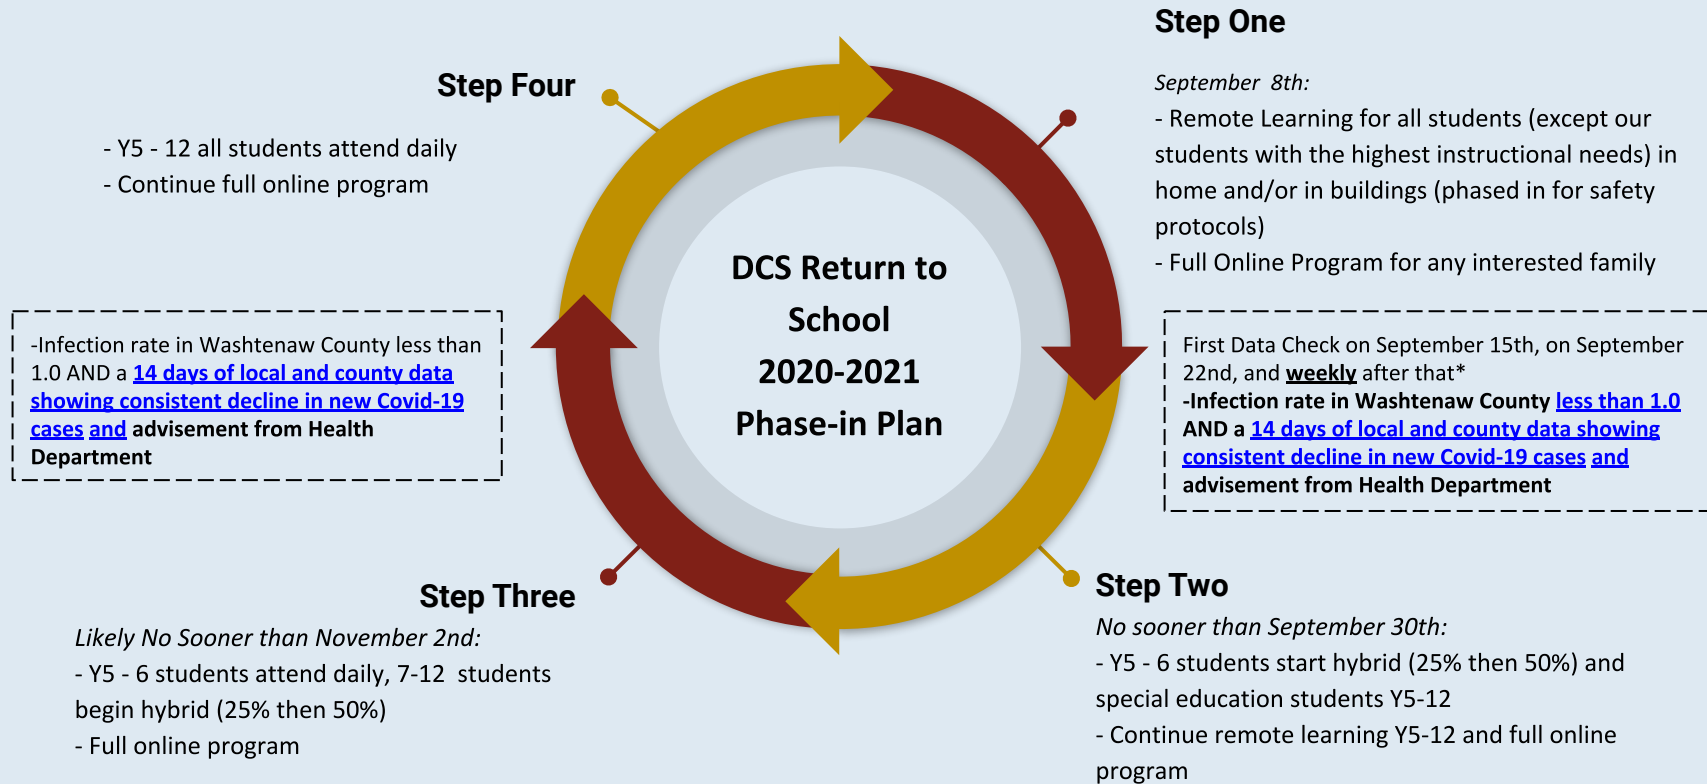 Step One
September 8th:
- Remote Learning for all students (except our
students with the highest instructional needs) in
home and/or in buildings (phased in for safety
protocols)
- Full Online Program for any interested family
First Data Check on September 15th, on September
22nd, and weekly after that*
-Infection rate in Washtenaw County less than 1.0
AND a 14 days of local and county data showing
consistent decline in new Covid-19 cases and
advisement from Health Department
Step Two
No sooner than September 30th:
- Y5 - 6 students start hybrid (25% then 50%) and
special education students Y5-12
- Continue remote learning Y5-12 and full online
program
Step Three
Likely No Sooner than November 2nd:
- Y5 - 6 students attend daily, 7-12 students
begin hybrid (25% then 50%)
- Full online program
-Infection rate in Washtenaw County less than
1.0 AND a 14 days of local and county data
showing consistent decline in new Covid-19
cases and advisement from Health
Department
Step Four
- Y5 - 12 all students attend daily
- Continue full online program
DCS Return to
School
2020-2021
Phase-in Plan